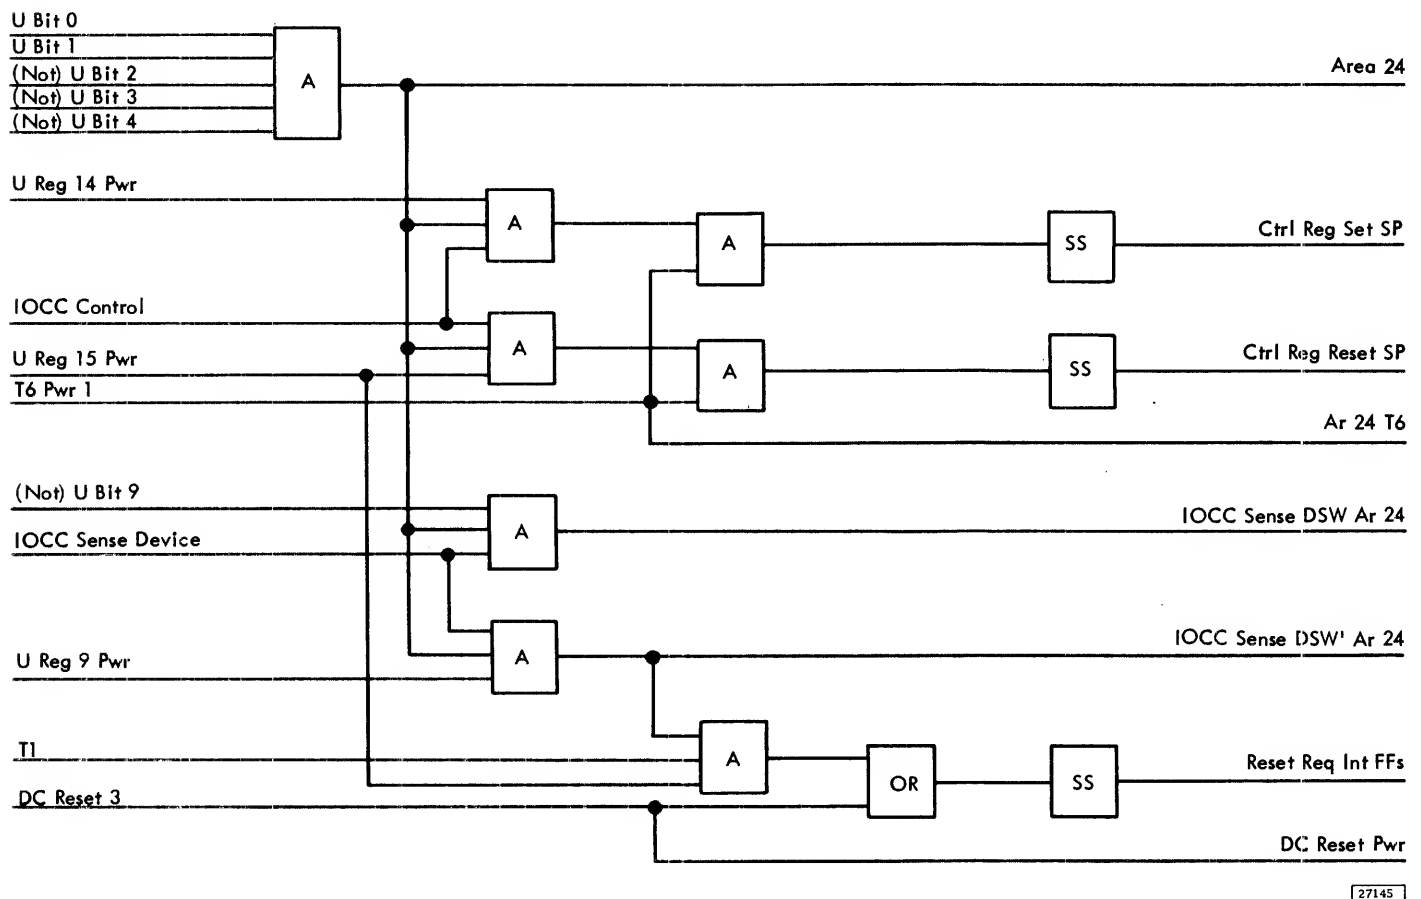 U Bit 0
U Bit 1
(Not) U Bit 2
(Not) U Bit 3
(Not) U Bit 4
A
Area 24
U Reg 14 Pwr
A
A
SS
Ctrl Reg Set SP
IOCC Control
U Reg 15 Pwr
T6 Pwr 1
A
A
SS
Ctrl Reg Reset SP
Ar 24 T6
(Not) U Bit 9
IOCC Sense Device
A
IOCC Sense DSW Ar 24
U Reg 9 Pwr
A
IOCC Sense DSW' Ar 24
T1
DC Reset 3
A
OR
SS
Reset Req Int FFs
DC Reset Pwr
27145